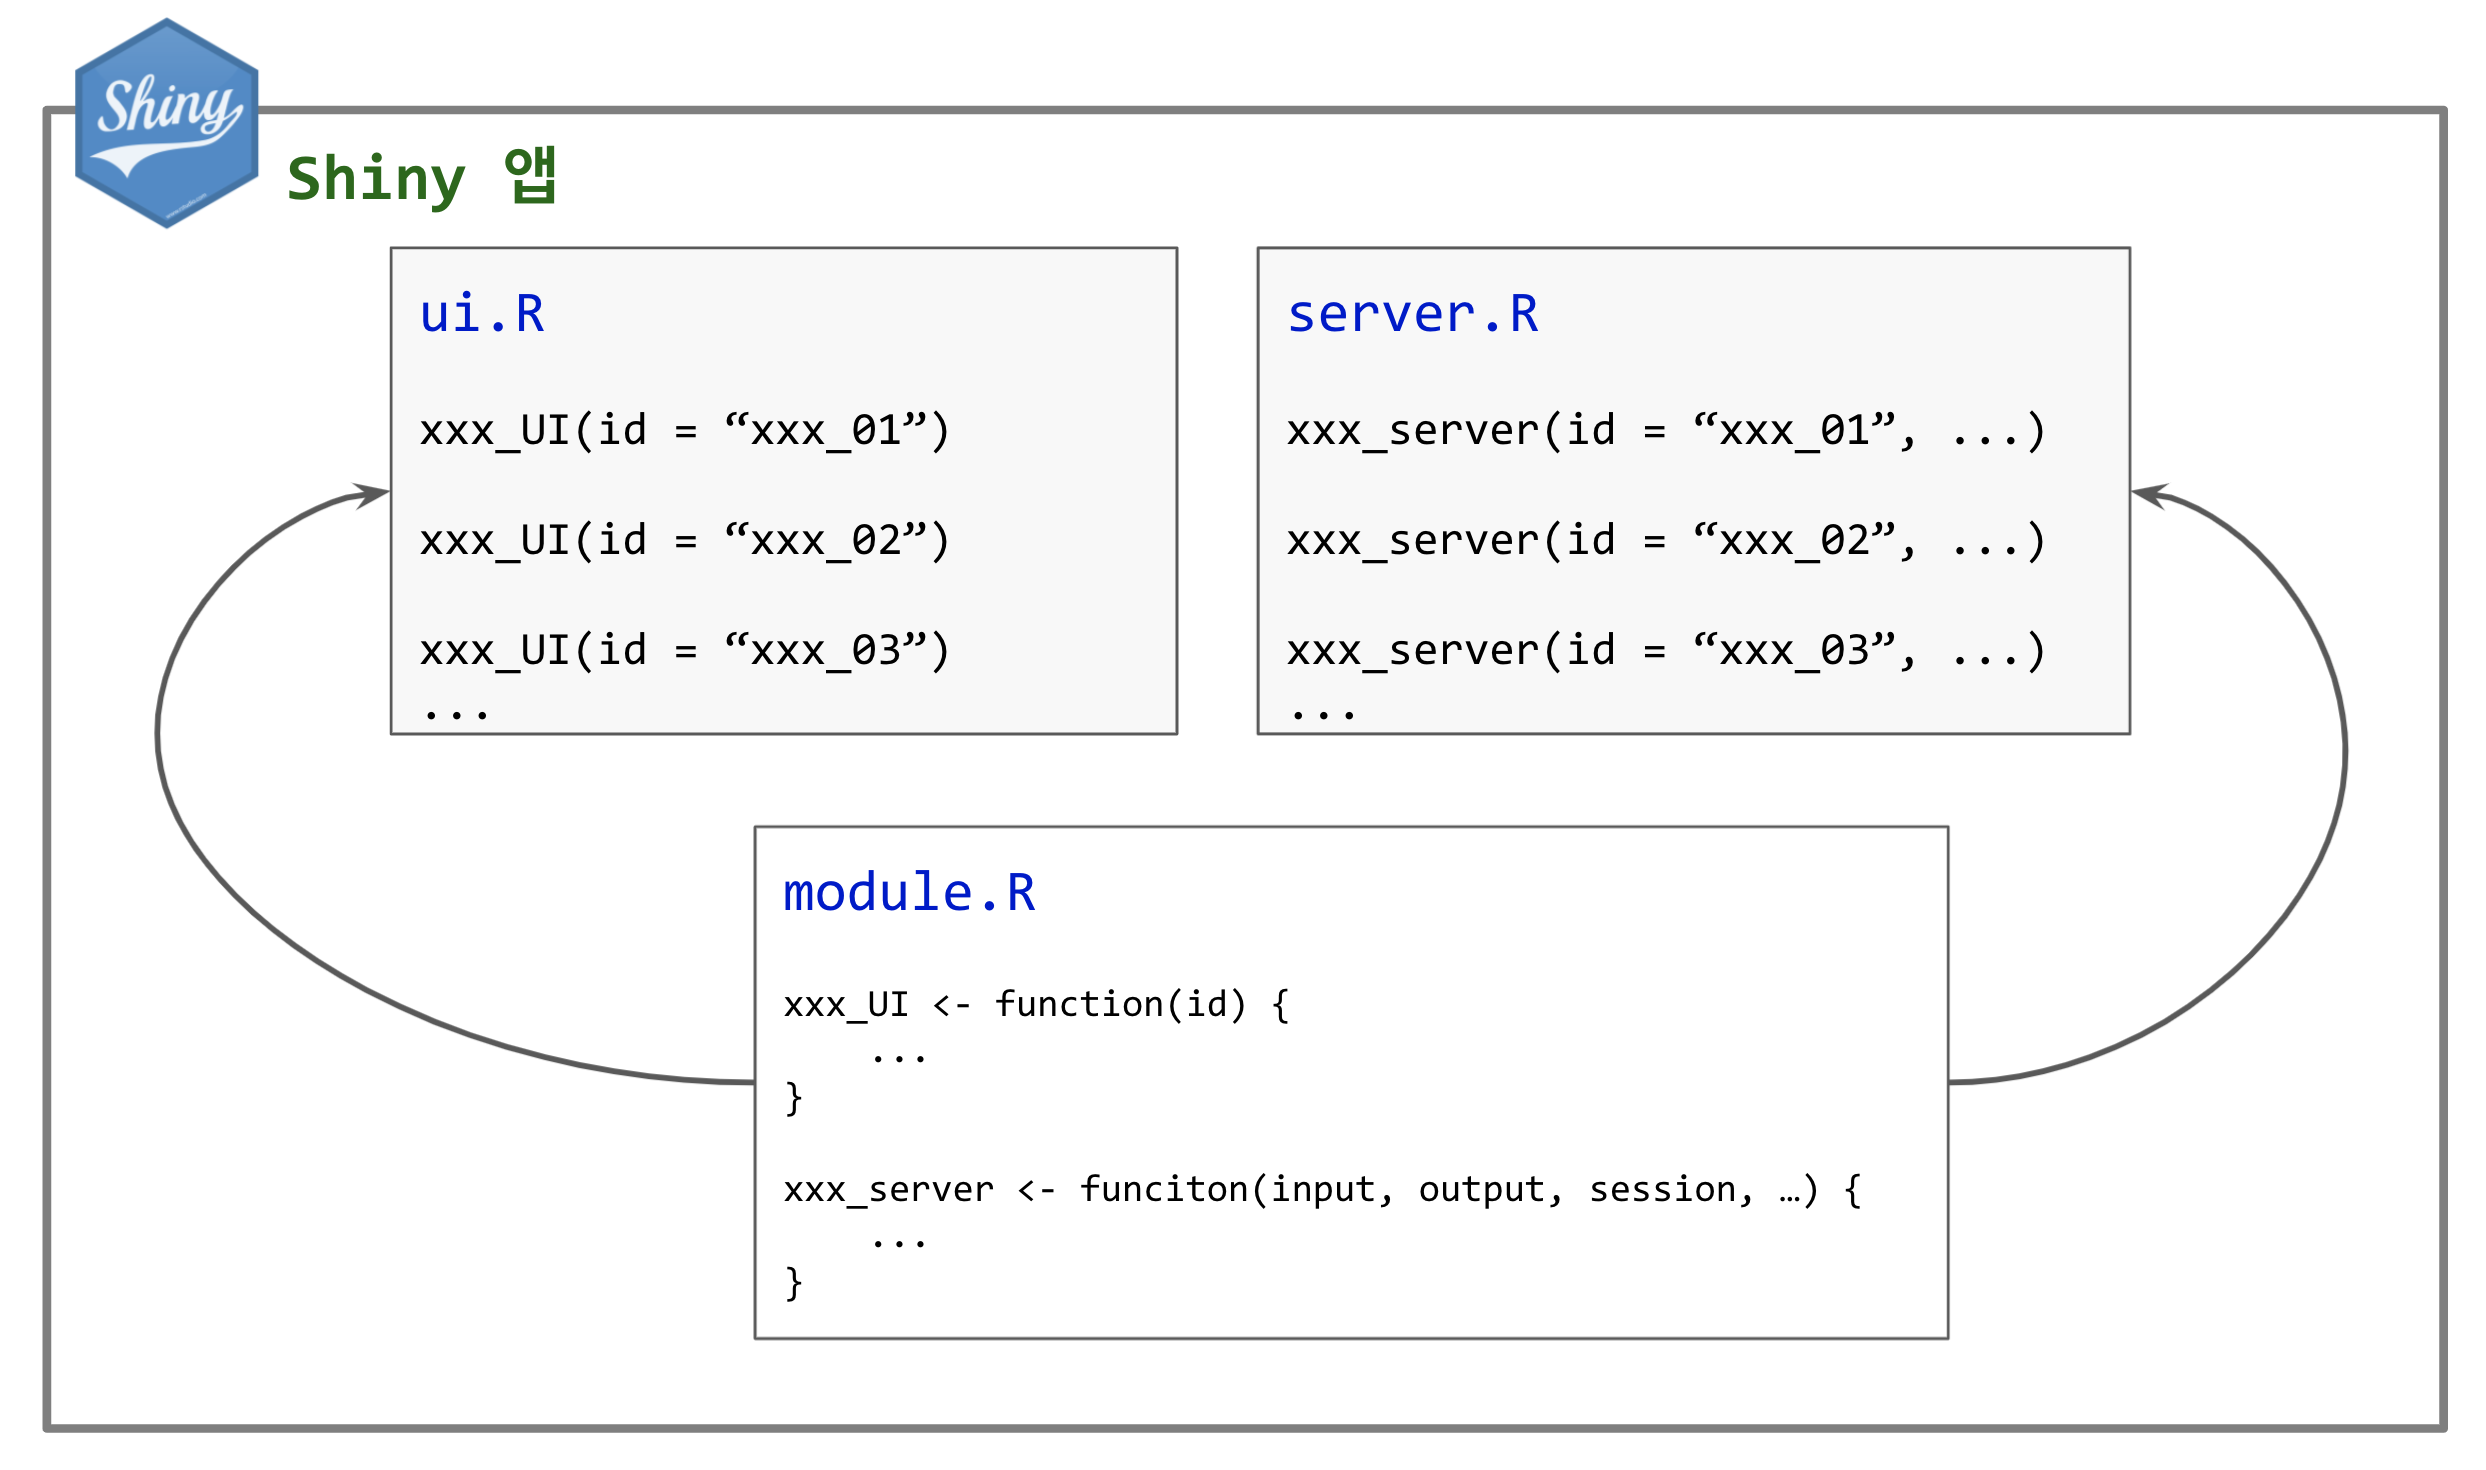 Shiny
Shiny 앱
ui.R
xxx_UI(id = “xxx_01”)
xxx_UI(id = “xxx_02”)
xxx_UI(id = “xxx_03”)
...
server.R
xxx_server(id = “xxx_01”, ...)
xxx_server(id = “xxx_02”, ...)
xxx_server(id = “xxx_03”, ...)
...
module.R
xxx_UI <- function(id) {
...
}
xxx_server <- funciton(input, output, session, …) {
...
}